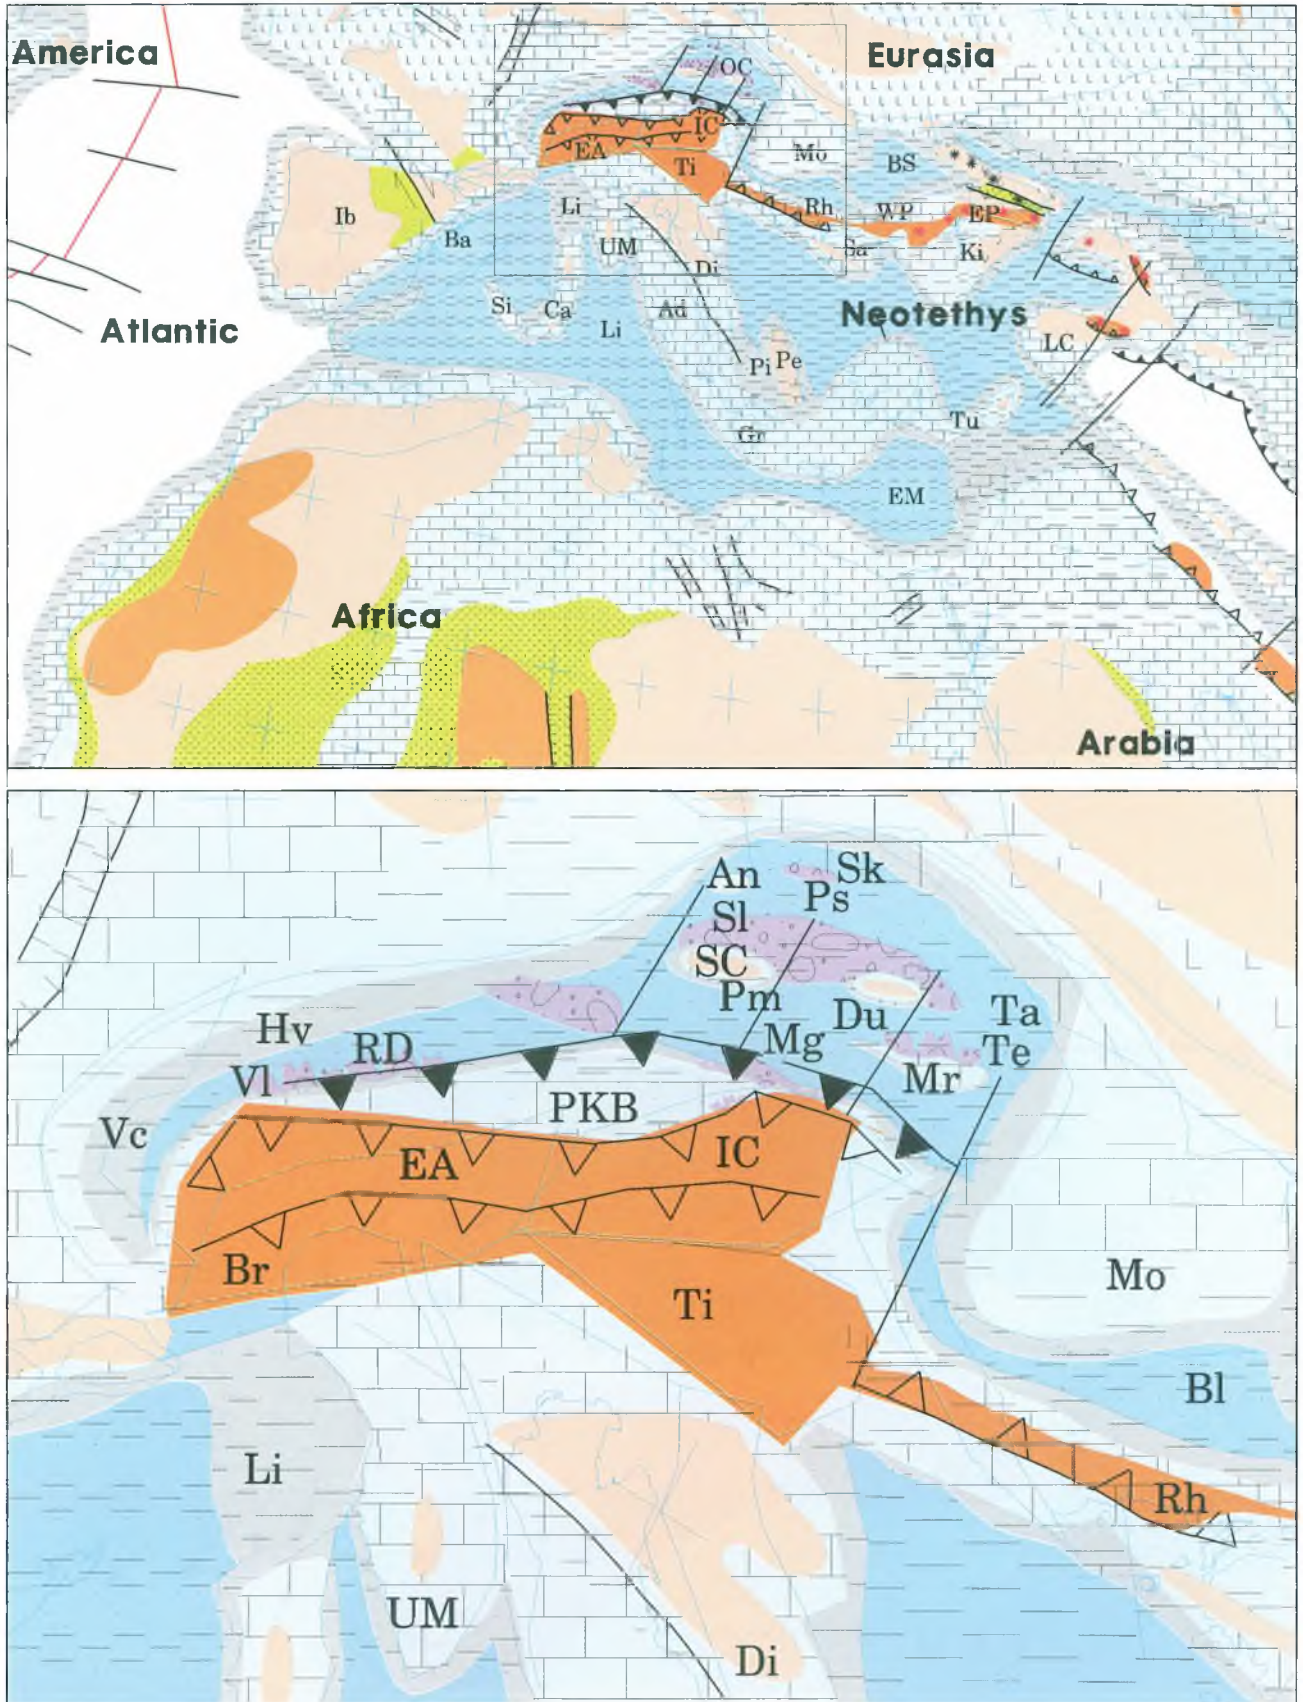 America
Eurasia
OC
IC
EA
Ti
Mo
BS
Ib
Ba
Li
UM
Rh
WP
EP
Di
Sa
Ki
Si
Ca
Li
Ad
Neotethys
Atlantic
LC
Pi Pe
Tu
Gr
EM
Africa
Arabia
An
Sk
Ps
Sl
SC
Pm
Du
Ta
Hv
RD
Mg
Te
Vl
Mr
PKB
Vc
EA
IC
Br
Ti
Mo
Bl
Li
Rh
UM
Di